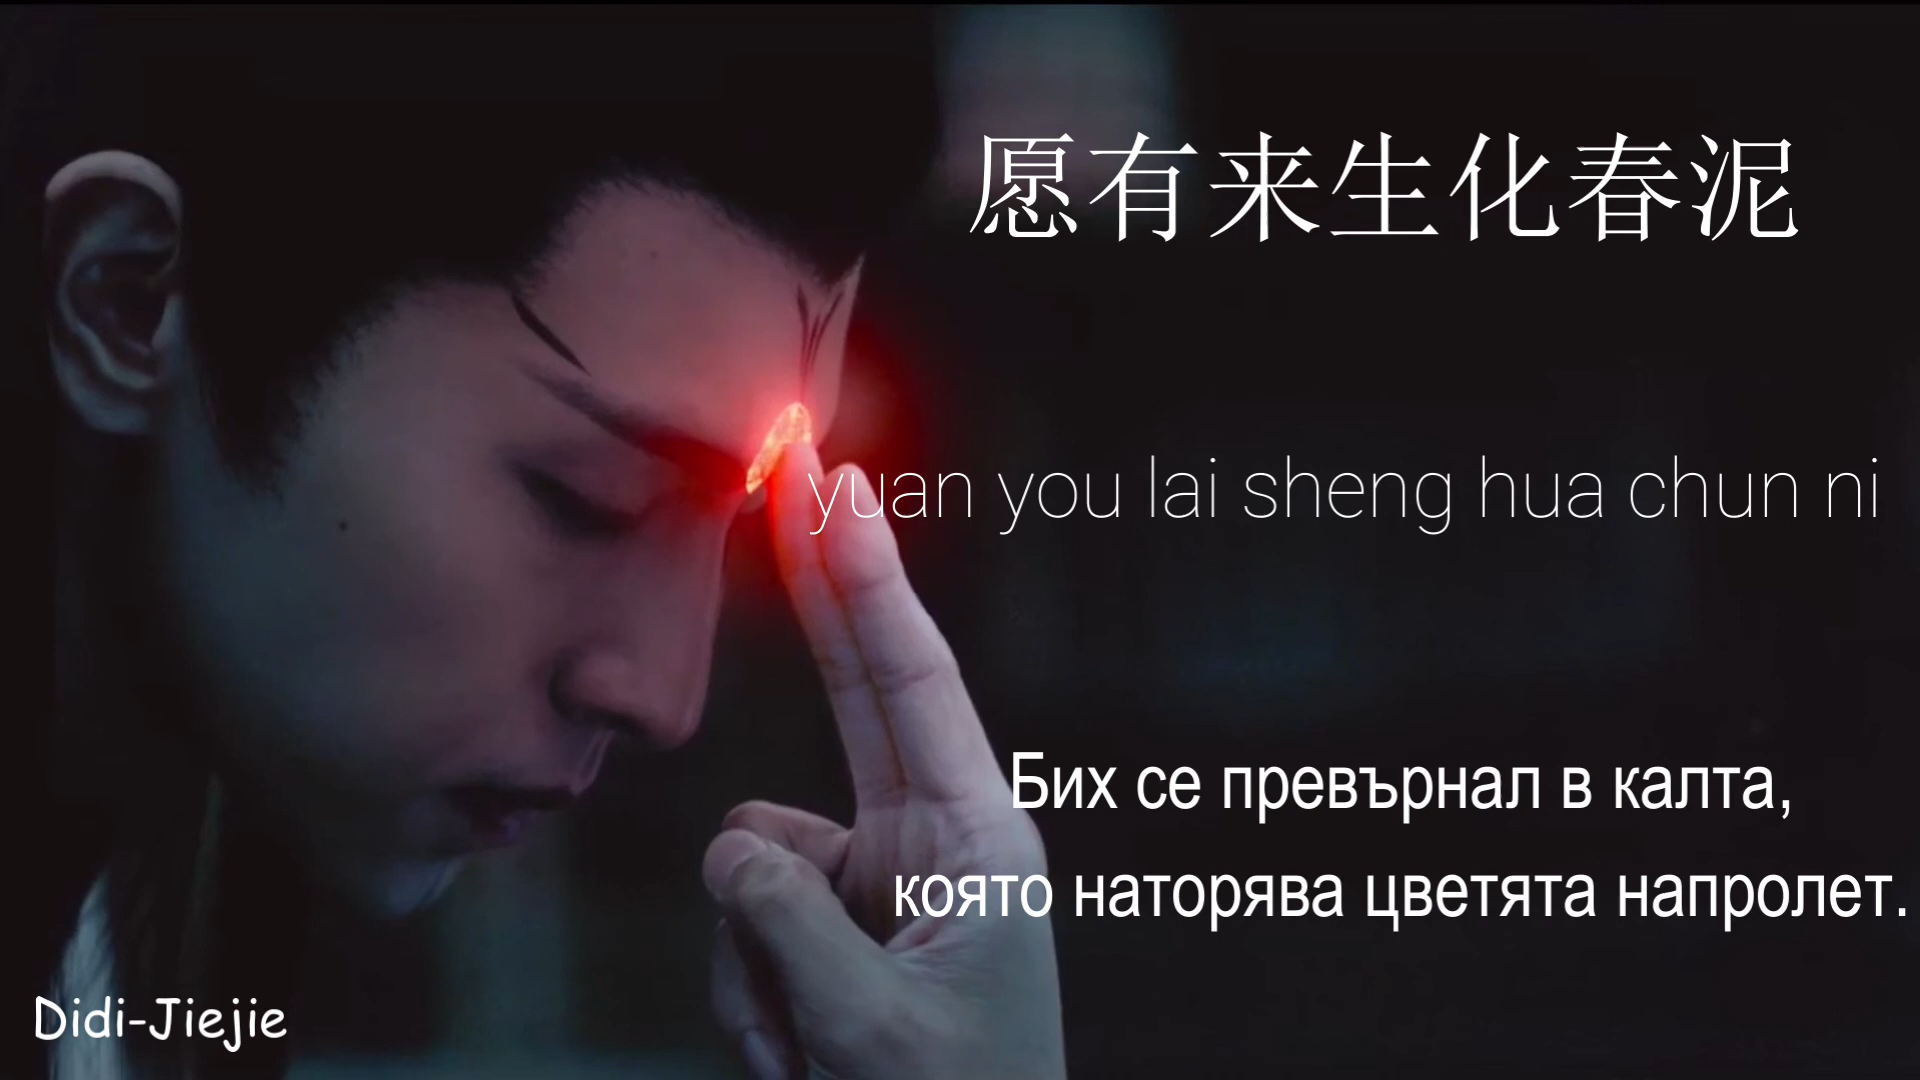 愿有来生化春泥
yuan you lai sheng hua chun ni
Бих се превърнал в калта,
която наторява цветята напролет.
Didi-Jiejie